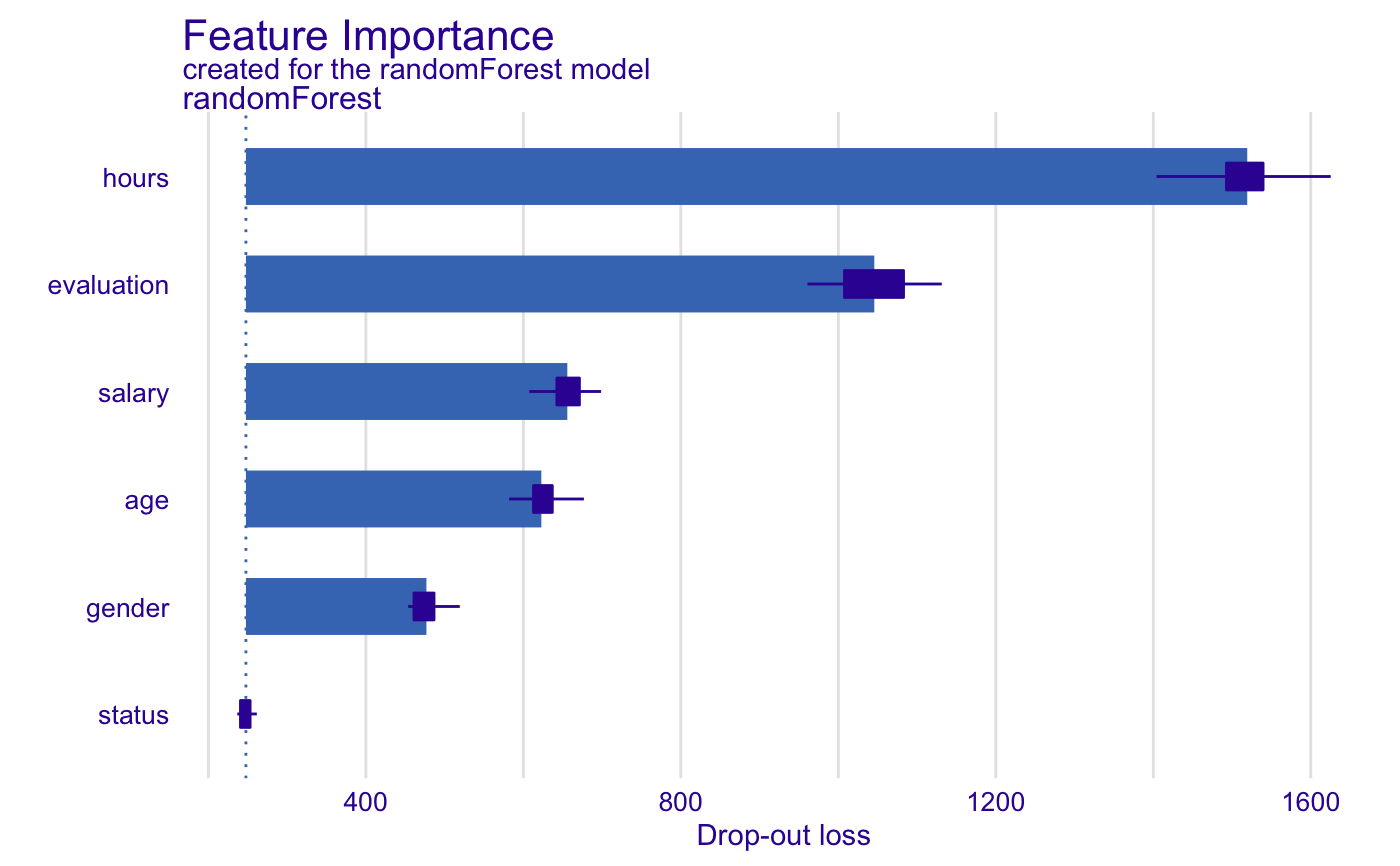 Feature Importance
created for the randomForest model
randomForest
hours
evaluation
salary
age
gender
status
400 800 1200 1600
Drop-out loss